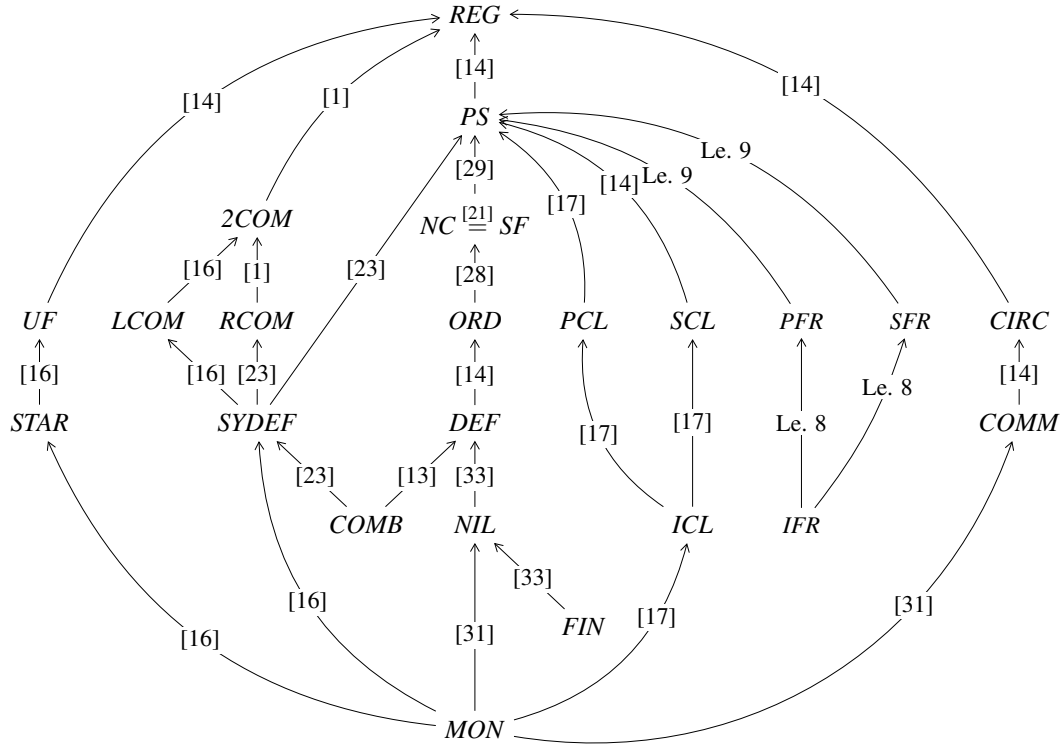 REG
[14] [1] [14] [14]
PS
[29] [14] Le. 9 Le. 9
[17]
2COM NC [21] = SF
[16] [1] [23] [28]
UF LCOM RCOM ORD PCL SCL PFR SFR CIRC
[16] [16] [23] [14] Le. 8 [14]
STAR SYDEF DEF [17] [17] Le. 8 COMM
[23] [13] [33]
COMB NIL ICL IFR
[33]
[16] [31]
[16] [31] FIN [17]
MON